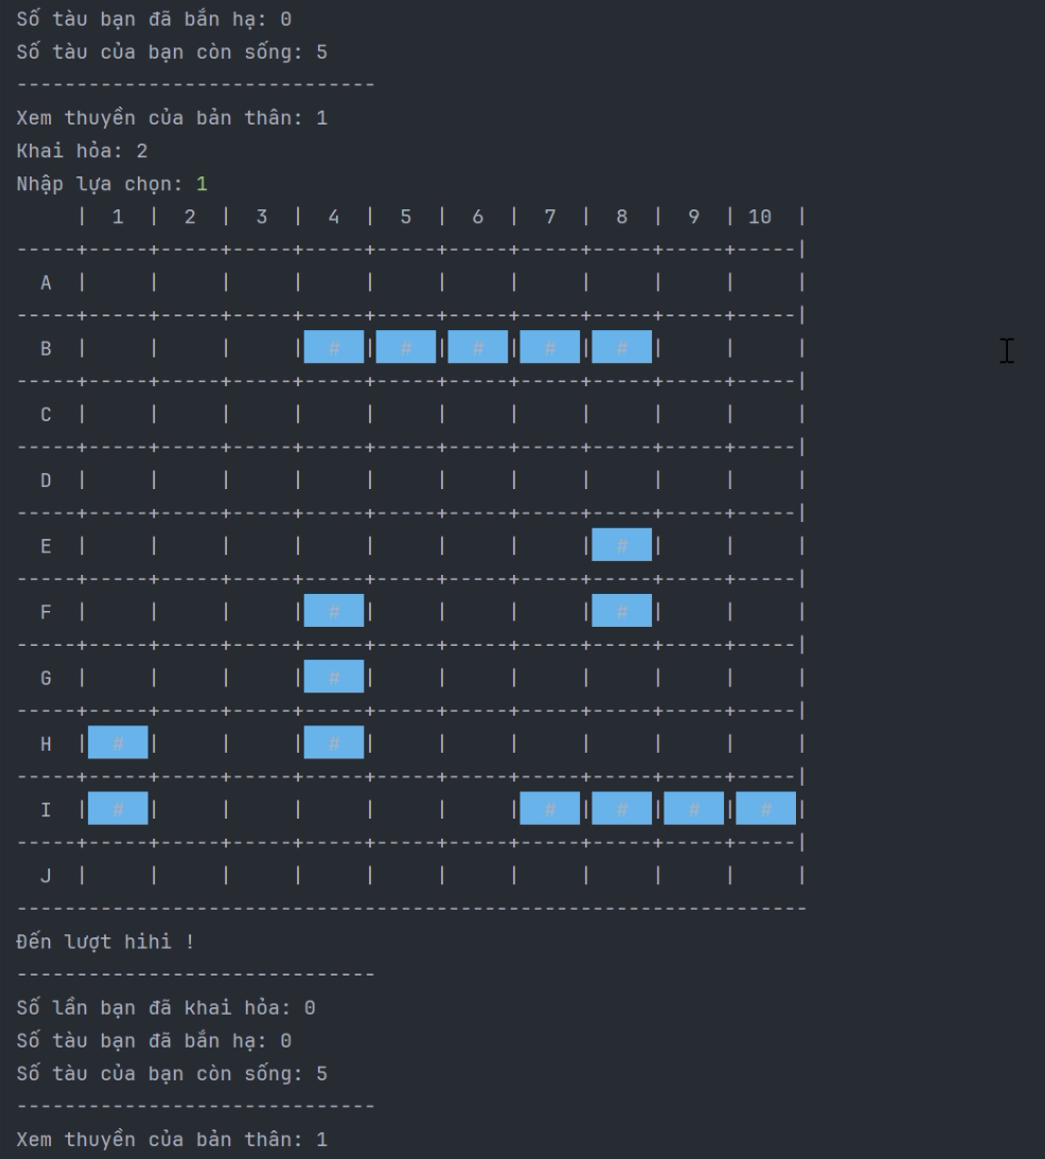 Số tàu bạn đã bắn hạ: 0
Số tàu của bạn còn sống: 5
------------------------------
Xem thuyền của bản thân: 1
Khai hỏa: 2
Nhập lựa chọn: 1
     |  1  |  2  |  3  |  4  |  5  |  6  |  7  |  8  |  9  | 10  |
-----+-----+-----+-----+-----+-----+-----+-----+-----+-----+-----|
  A  |     |     |     |     |     |     |     |     |     |     |
-----+-----+-----+-----+-----+-----+-----+-----+-----+-----+-----|
  B  |     |     |     |  #  |  #  |  #  |  #  |  #  |     |     |
-----+-----+-----+-----+-----+-----+-----+-----+-----+-----+-----|
  C  |     |     |     |     |     |     |     |     |     |     |
-----+-----+-----+-----+-----+-----+-----+-----+-----+-----+-----|
  D  |     |     |     |     |     |     |     |     |     |     |
-----+-----+-----+-----+-----+-----+-----+-----+-----+-----+-----|
  E  |     |     |     |     |     |     |     |  #  |     |     |
-----+-----+-----+-----+-----+-----+-----+-----+-----+-----+-----|
  F  |     |     |     |  #  |     |     |     |  #  |     |     |
-----+-----+-----+-----+-----+-----+-----+-----+-----+-----+-----|
  G  |     |     |     |  #  |     |     |     |     |     |     |
-----+-----+-----+-----+-----+-----+-----+-----+-----+-----+-----|
  H  |  #  |     |     |  #  |     |     |     |     |     |     |
-----+-----+-----+-----+-----+-----+-----+-----+-----+-----+-----|
  I  |  #  |     |     |     |     |     |  #  |  #  |  #  |  #  |
-----+-----+-----+-----+-----+-----+-----+-----+-----+-----+-----|
  J  |     |     |     |     |     |     |     |     |     |     |
------------------------------------------------------------------
Đến lượt hihi !
------------------------------
Số lần bạn đã khai hỏa: 0
Số tàu bạn đã bắn hạ: 0
Số tàu của bạn còn sống: 5
------------------------------
Xem thuyền của bản thân: 1